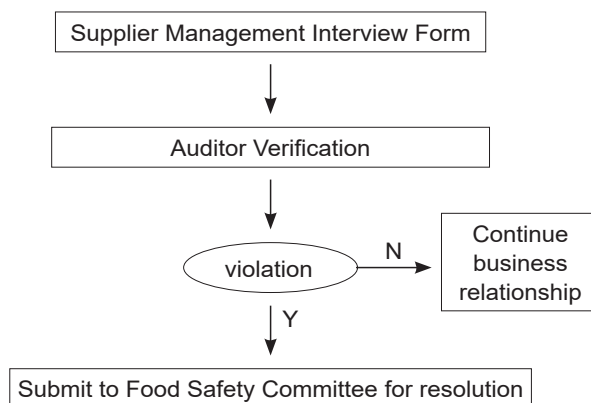 Supplier Management Interview Form
Auditor Verification
violation
N
Continue
business
relationship
Y
Submit to Food Safety Committee for resolution